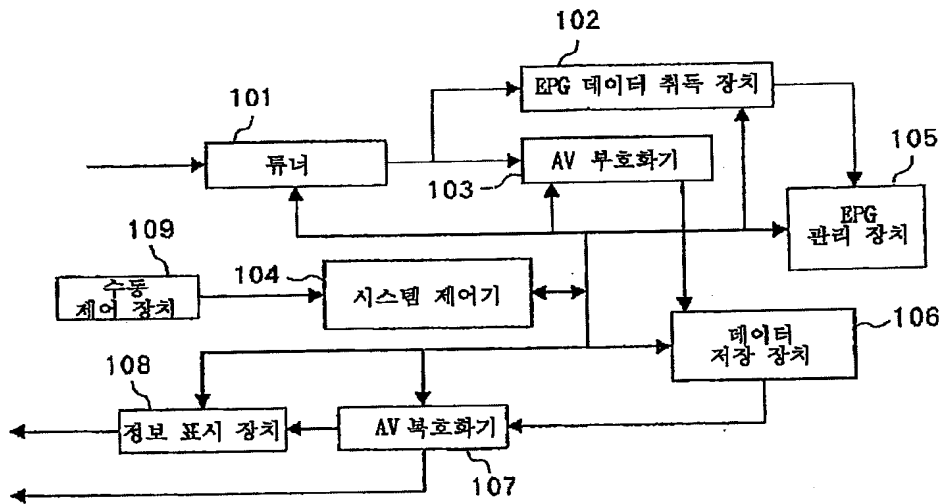 102
EPG 데이터 취득 장치
101
튜너
AV 부호화기
103
105
EPG
관리 장치
109
수동
제어 장치
104
시스템 제어기
데이터
저장 장치
106
108
정보 표시 장치
AV 복호화기
107